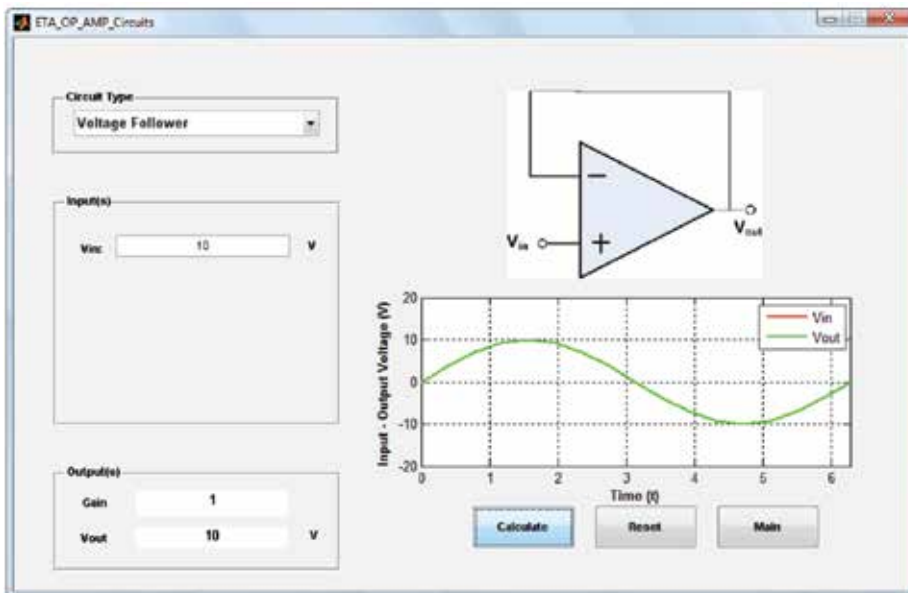 ETA_OP_AMP_Circuits
Circuit Type
Voltage Follower
Input(s)
Vin: 10 V
Output(s)
Gain 1
Vout 10 V
−
+
Vin
Vout
Input - Output Voltage (V)
20
10
0
-10
-20
0 1 2 3 4 5 6
Time (t)
Vin
Vout
Calculate Reset Main